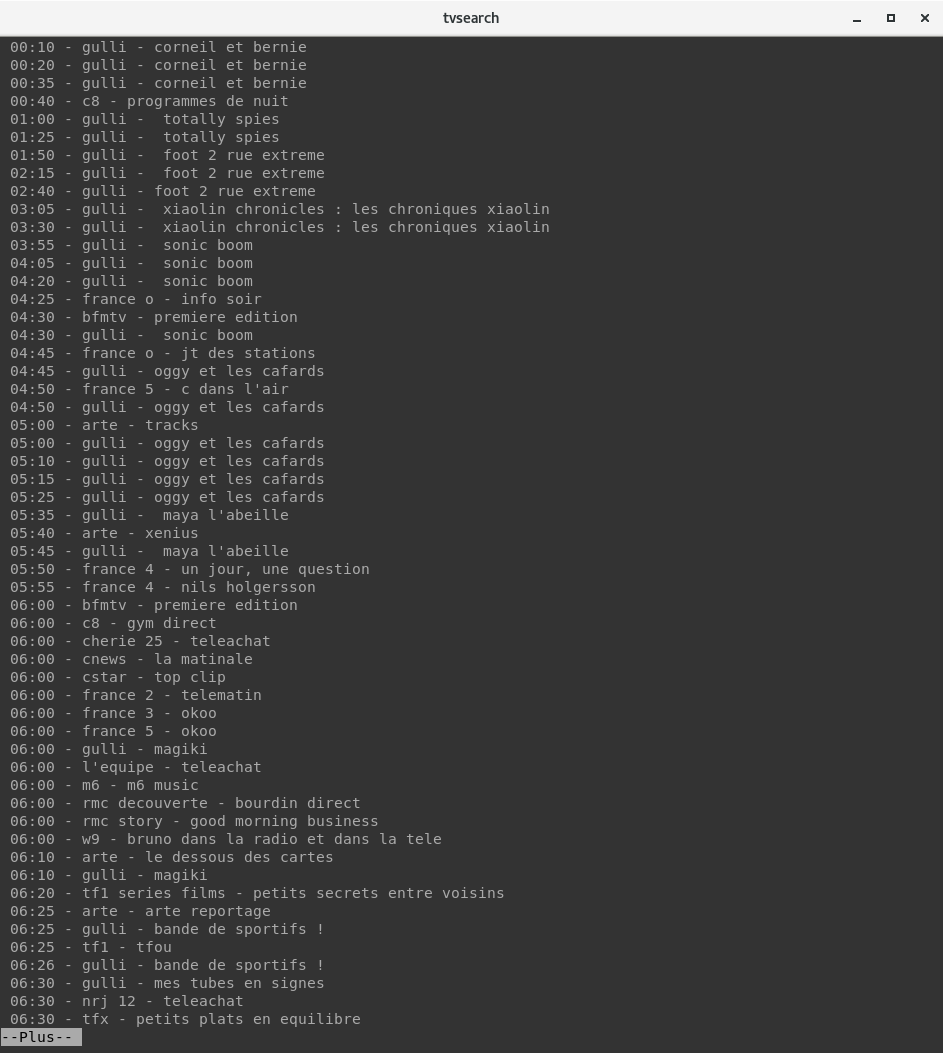 tvsearch
00:10 - gulli - corneil et bernie
00:20 - gulli - corneil et bernie
00:35 - gulli - corneil et bernie
00:40 - c8 - programmes de nuit
01:00 - gulli -  totally spies
01:25 - gulli -  totally spies
01:50 - gulli -  foot 2 rue extreme
02:15 - gulli -  foot 2 rue extreme
02:40 - gulli - foot 2 rue extreme
03:05 - gulli -  xiaolin chronicles : les chroniques xiaolin
03:30 - gulli -  xiaolin chronicles : les chroniques xiaolin
03:55 - gulli -  sonic boom
04:05 - gulli -  sonic boom
04:20 - gulli -  sonic boom
04:25 - france o - info soir
04:30 - bfmtv - premiere edition
04:30 - gulli -  sonic boom
04:45 - france o - jt des stations
04:45 - gulli - oggy et les cafards
04:50 - france 5 - c dans l'air
04:50 - gulli - oggy et les cafards
05:00 - arte - tracks
05:00 - gulli - oggy et les cafards
05:10 - gulli - oggy et les cafards
05:15 - gulli - oggy et les cafards
05:25 - gulli - oggy et les cafards
05:35 - gulli -  maya l'abeille
05:40 - arte - xenius
05:45 - gulli -  maya l'abeille
05:50 - france 4 - un jour, une question
05:55 - france 4 - nils holgersson
06:00 - bfmtv - premiere edition
06:00 - c8 - gym direct
06:00 - cherie 25 - teleachat
06:00 - cnews - la matinale
06:00 - cstar - top clip
06:00 - france 2 - telematin
06:00 - france 3 - okoo
06:00 - france 5 - okoo
06:00 - gulli - magiki
06:00 - l'equipe - teleachat
06:00 - m6 - m6 music
06:00 - rmc decouverte - bourdin direct
06:00 - rmc story - good morning business
06:00 - w9 - bruno dans la radio et dans la tele
06:10 - arte - le dessous des cartes
06:10 - gulli - magiki
06:20 - tf1 series films - petits secrets entre voisins
06:25 - arte - arte reportage
06:25 - gulli - bande de sportifs !
06:25 - tf1 - tfou
06:26 - gulli - bande de sportifs !
06:30 - gulli - mes tubes en signes
06:30 - nrj 12 - teleachat
06:30 - tfx - petits plats en equilibre
--Plus--